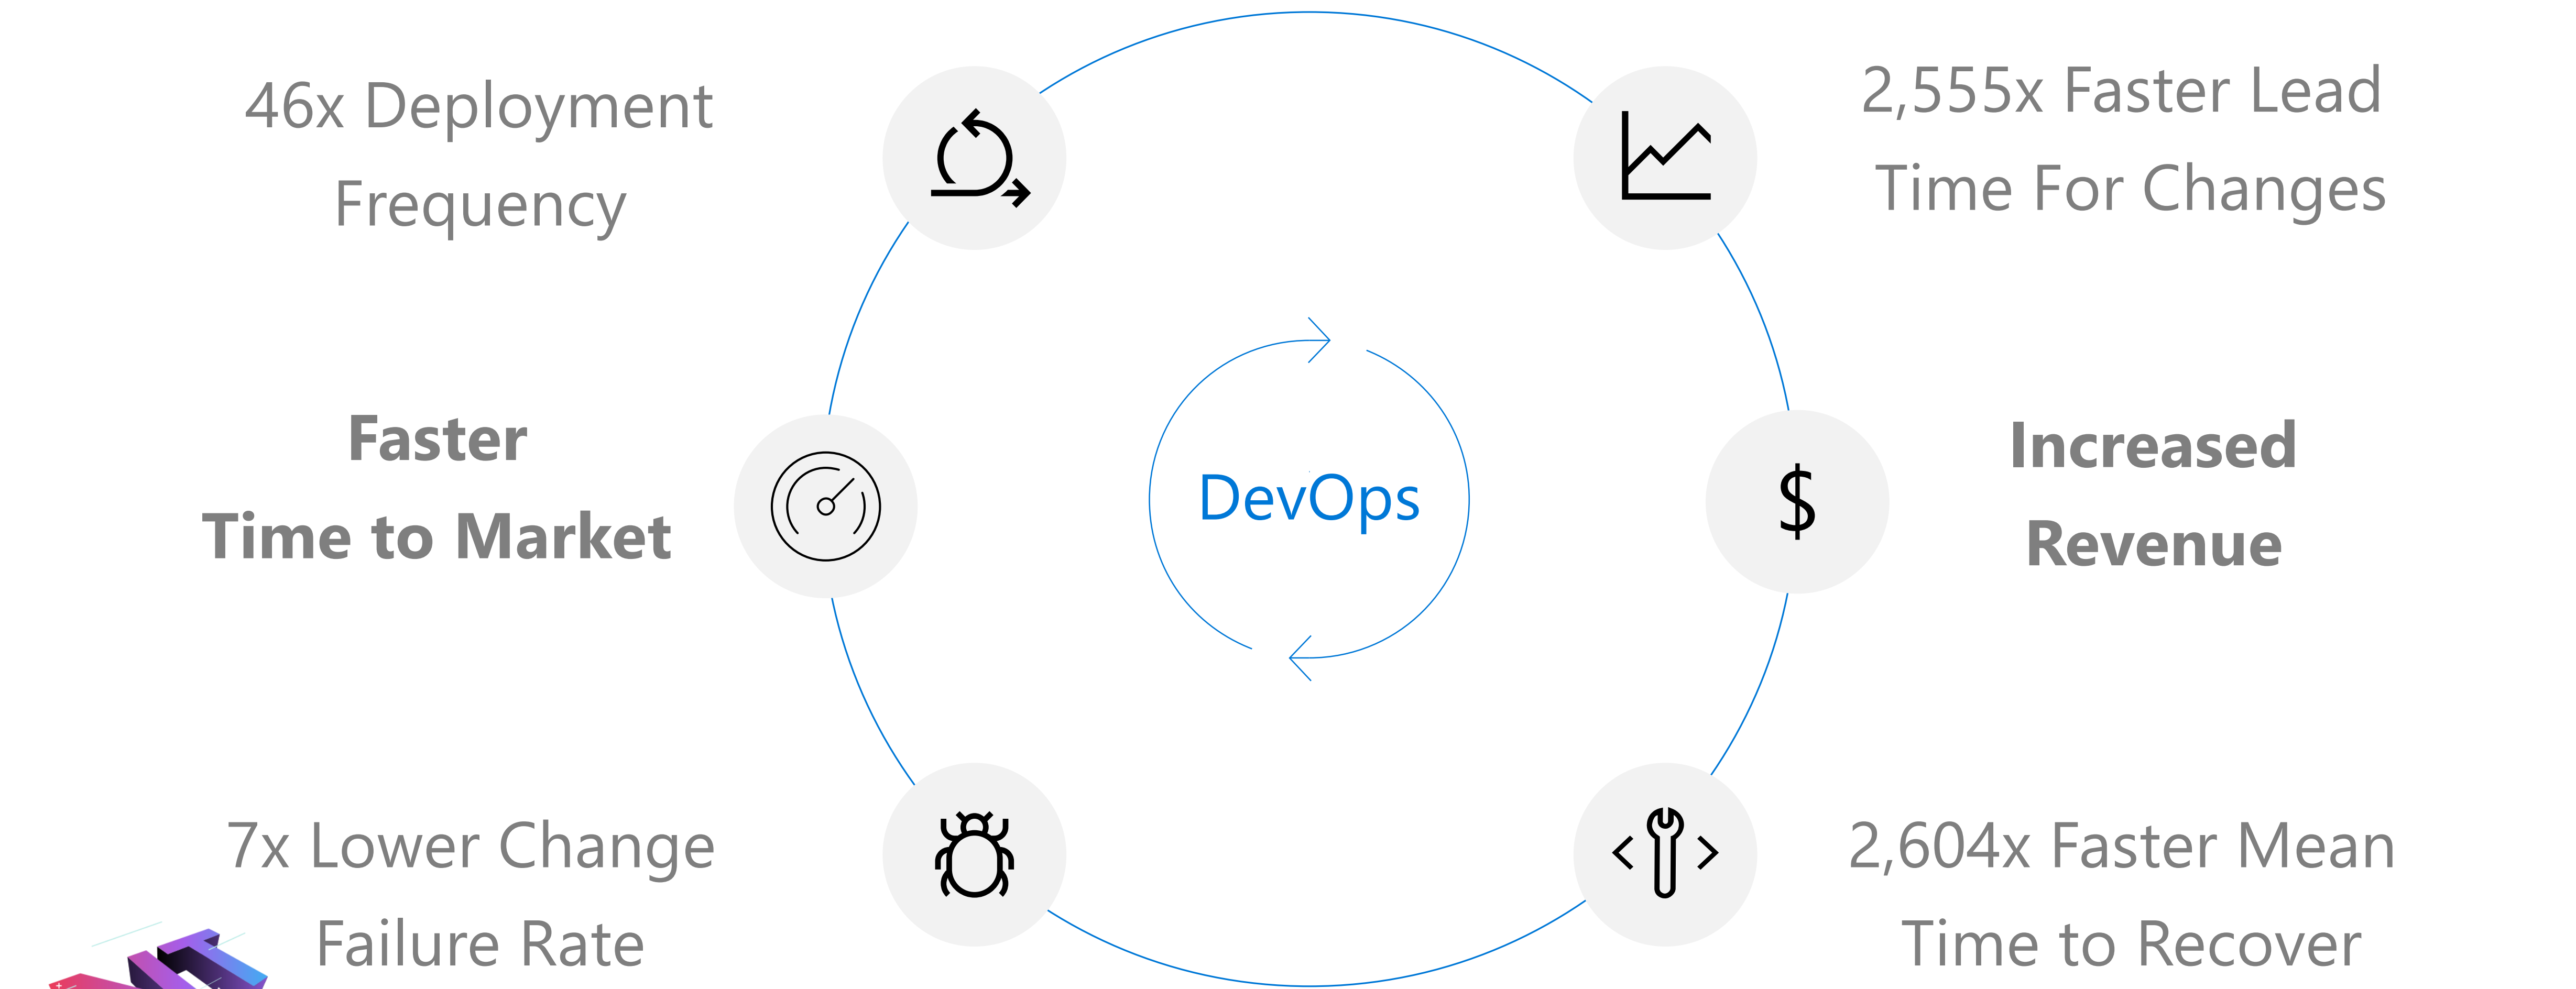 46x Deployment
Frequency
2,555x Faster Lead
Time For Changes
Faster
Time to Market
DevOps
$
Increased
Revenue
7x Lower Change
Failure Rate
2,604x Faster Mean
Time to Recover